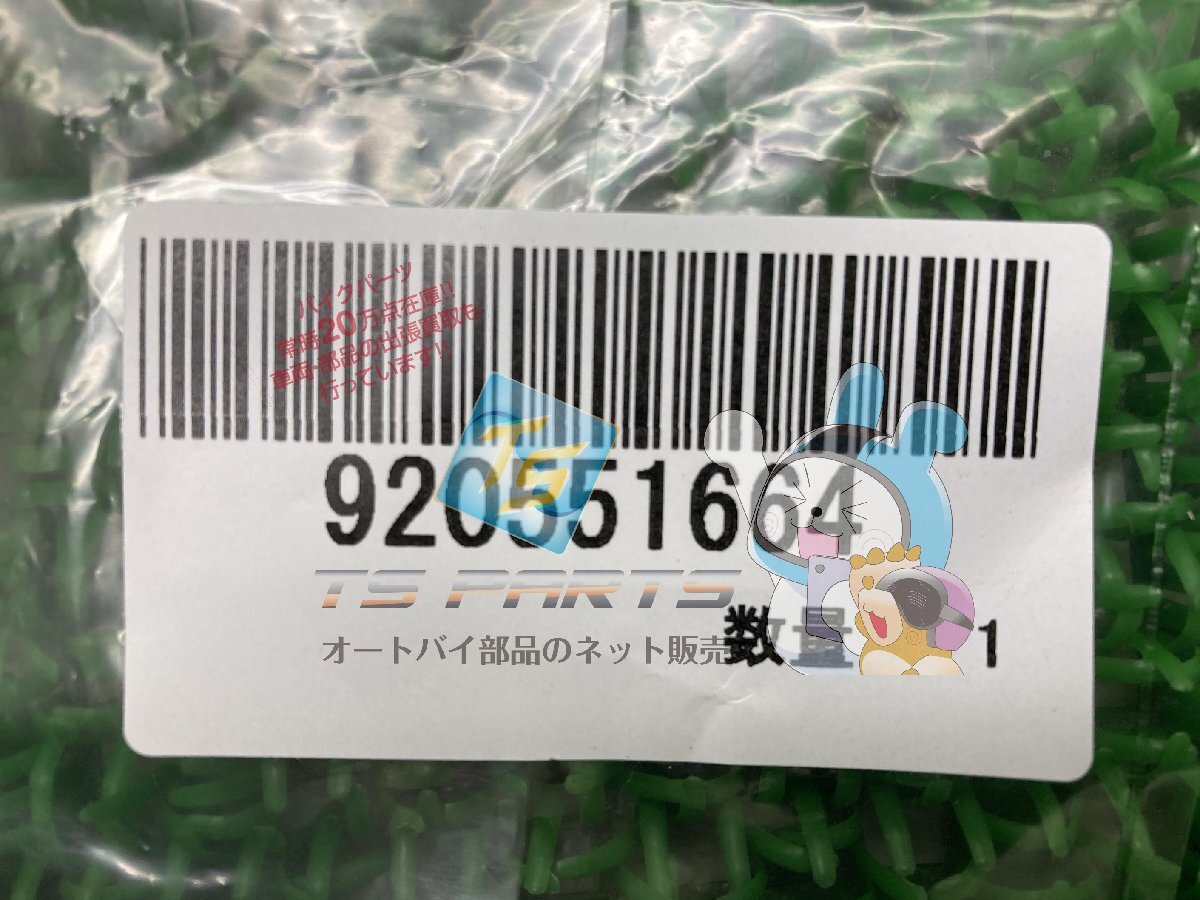 バイクパーツ
常時20万点在庫!!
車両・部品の出張買取も
行っています!!
TS
920551664
TS PARTS
オートバイ部品のネット販売
数量 1